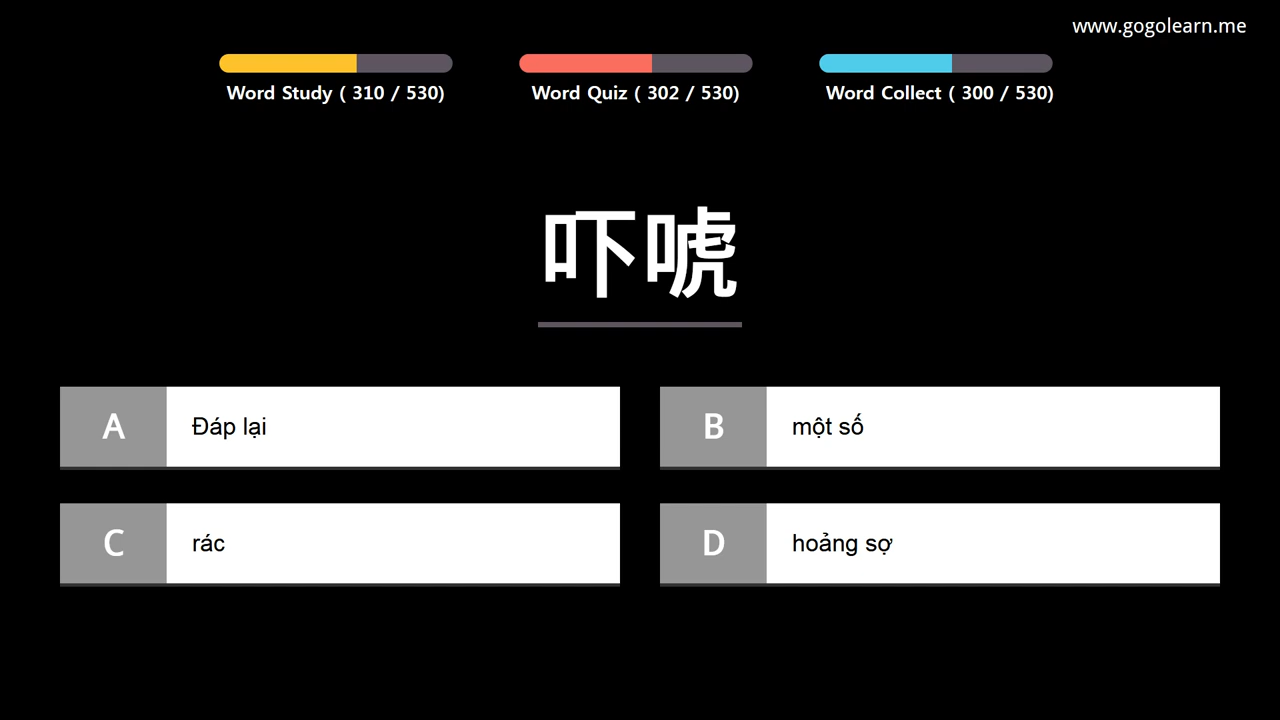 www.gogolearn.me
Word Study ( 310 / 530)
Word Quiz ( 302 / 530)
Word Collect ( 300 / 530)
吓唬
A Đáp lại
B một số
C rác
D hoảng sợ